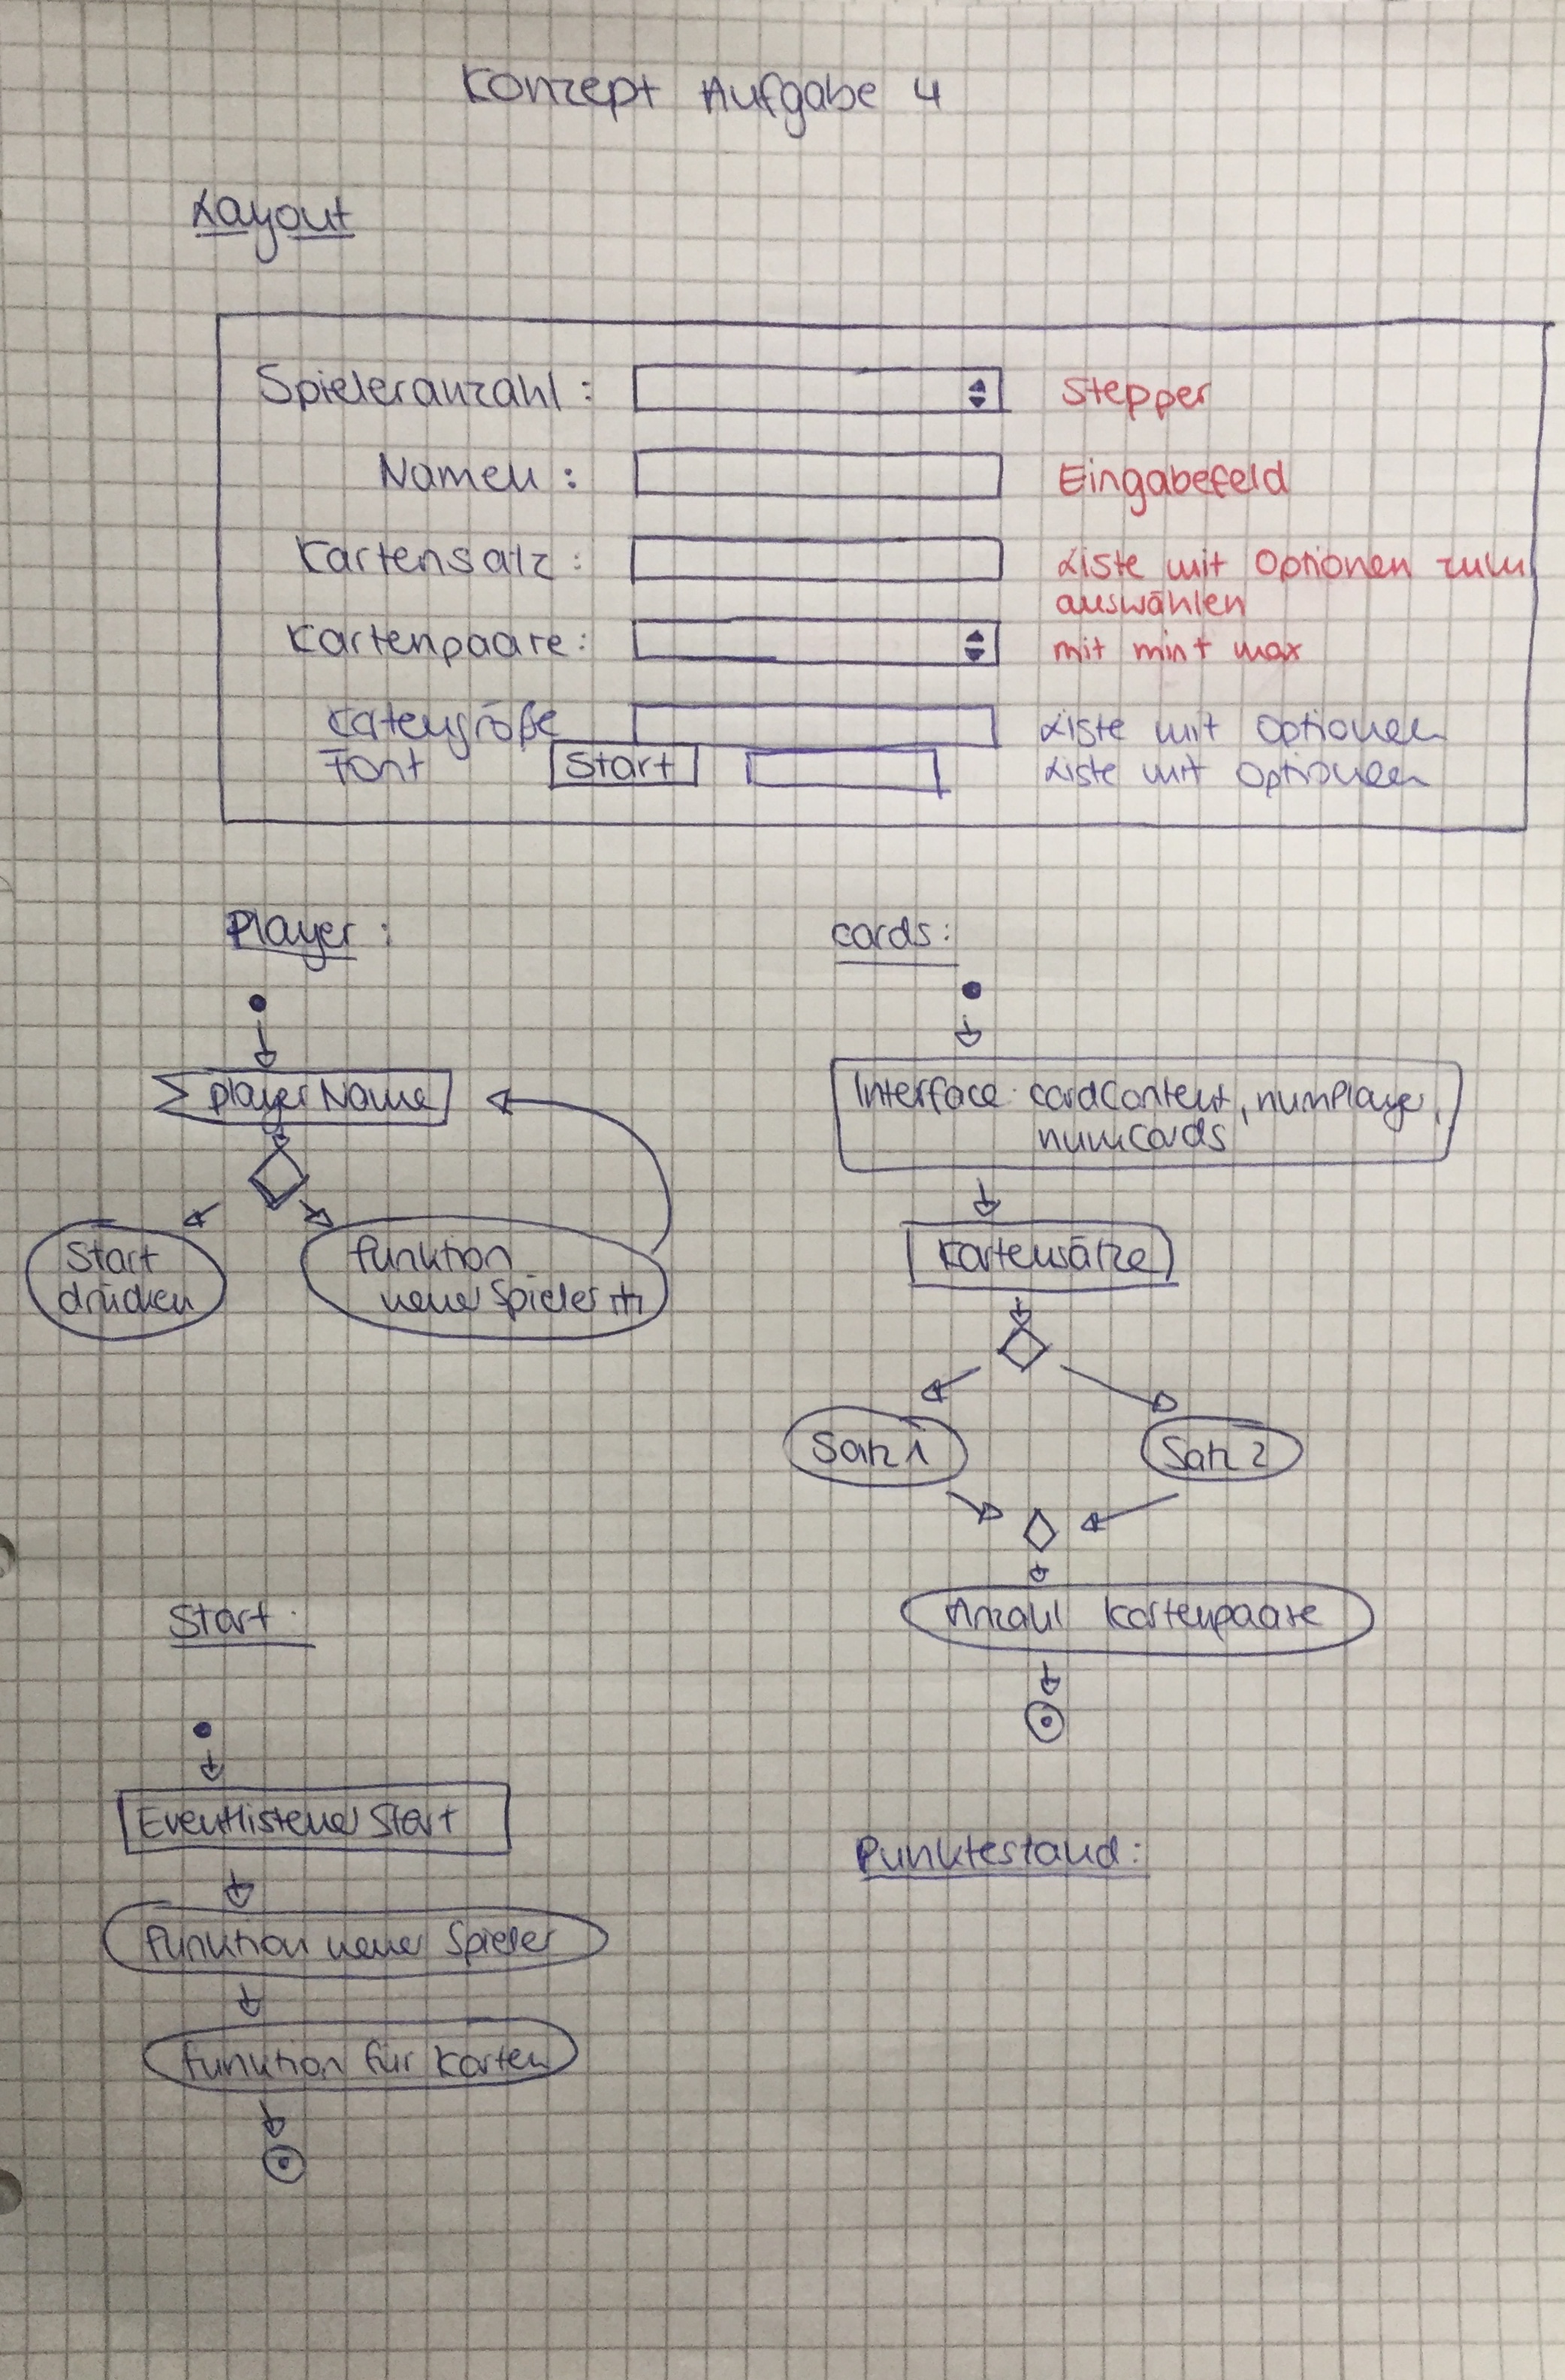 Konzept Aufgabe 4
Layout
Spieleranzahl: Stepper
Namen: Eingabefeld
Kartensatz: Liste mit Optionen zum
auswählen
Kartenpaare: mit min + max
Kartengröße Liste mit Optionen
Font Start Liste mit Optionen
Player:
playerName
Start
drücken
Funktion
neuer Spieler
cards:
Interface: cardContent, numPlayer,
numCards
Kartensätze
Satz 1
Satz 2
Anzahl Kartenpaare
Start:
Eventlistener Start
Funktion neuer Spieler
Funktion für Karten
Punktestand: